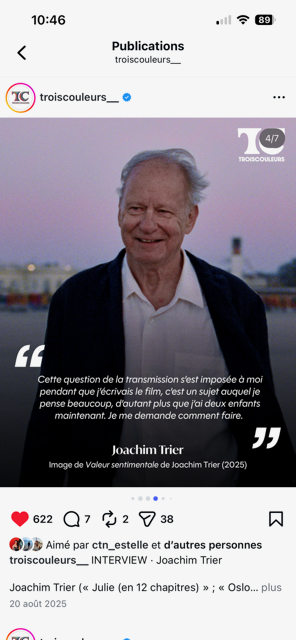 10:46
89
Publications
troiscouleurs__
TC
troiscouleurs__
4/7
TC
TROISCOULEURS
“
Cette question de la transmission s’est imposée à moi
pendant que j’écrivais le film, c’est un sujet auquel je
pense beaucoup, d’autant plus que j’ai deux enfants
maintenant. Je me demande comment faire.
”
Joachim Trier
Image de Valeur sentimentale de Joachim Trier (2025)
622 7 2 38
Aimé par ctn_estelle et d’autres personnes
troiscouleurs__ INTERVIEW · Joachim Trier
Joachim Trier (« Julie (en 12 chapitres) » ; « Oslo... plus
20 août 2025